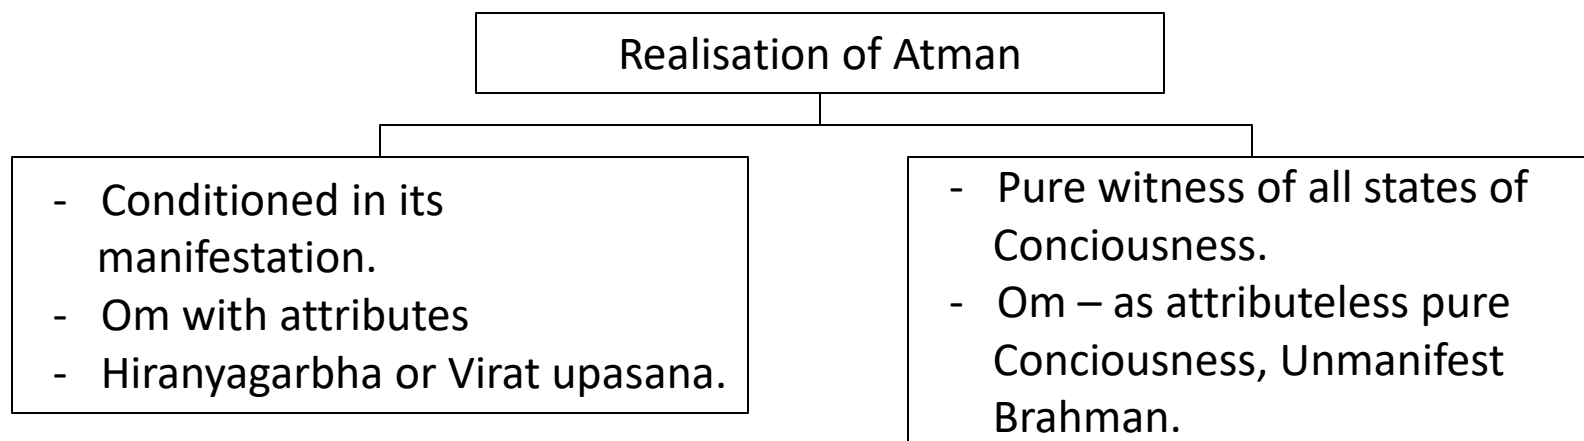 Realisation of Atman
- Conditioned in its
manifestation.
- Om with attributes
- Hiranyagarbha or Virat upasana.
- Pure witness of all states of
Conciousness.
- Om – as attributeless pure
Conciousness, Unmanifest
Brahman.